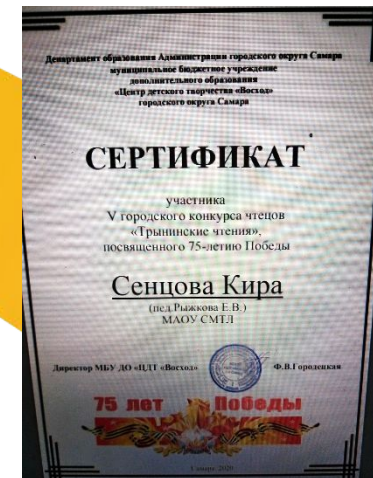 Департамент образования Администрации городского округа Самара
муниципальное бюджетное учреждение
дополнительного образования
«Центр детского творчества «Восход»
городского округа Самара
СЕРТИФИКАТ
участника
V городского конкурса чтецов
«Трынинские чтения»,
посвященного 75-летию Победы
Сенцова Кира
(пед Рыжкова Е.В.)
МАОУ СМТЛ
Директор МБУ ДО «ЦДТ «Восход» Ф.В.Городецкая
75 лет Победы
2020